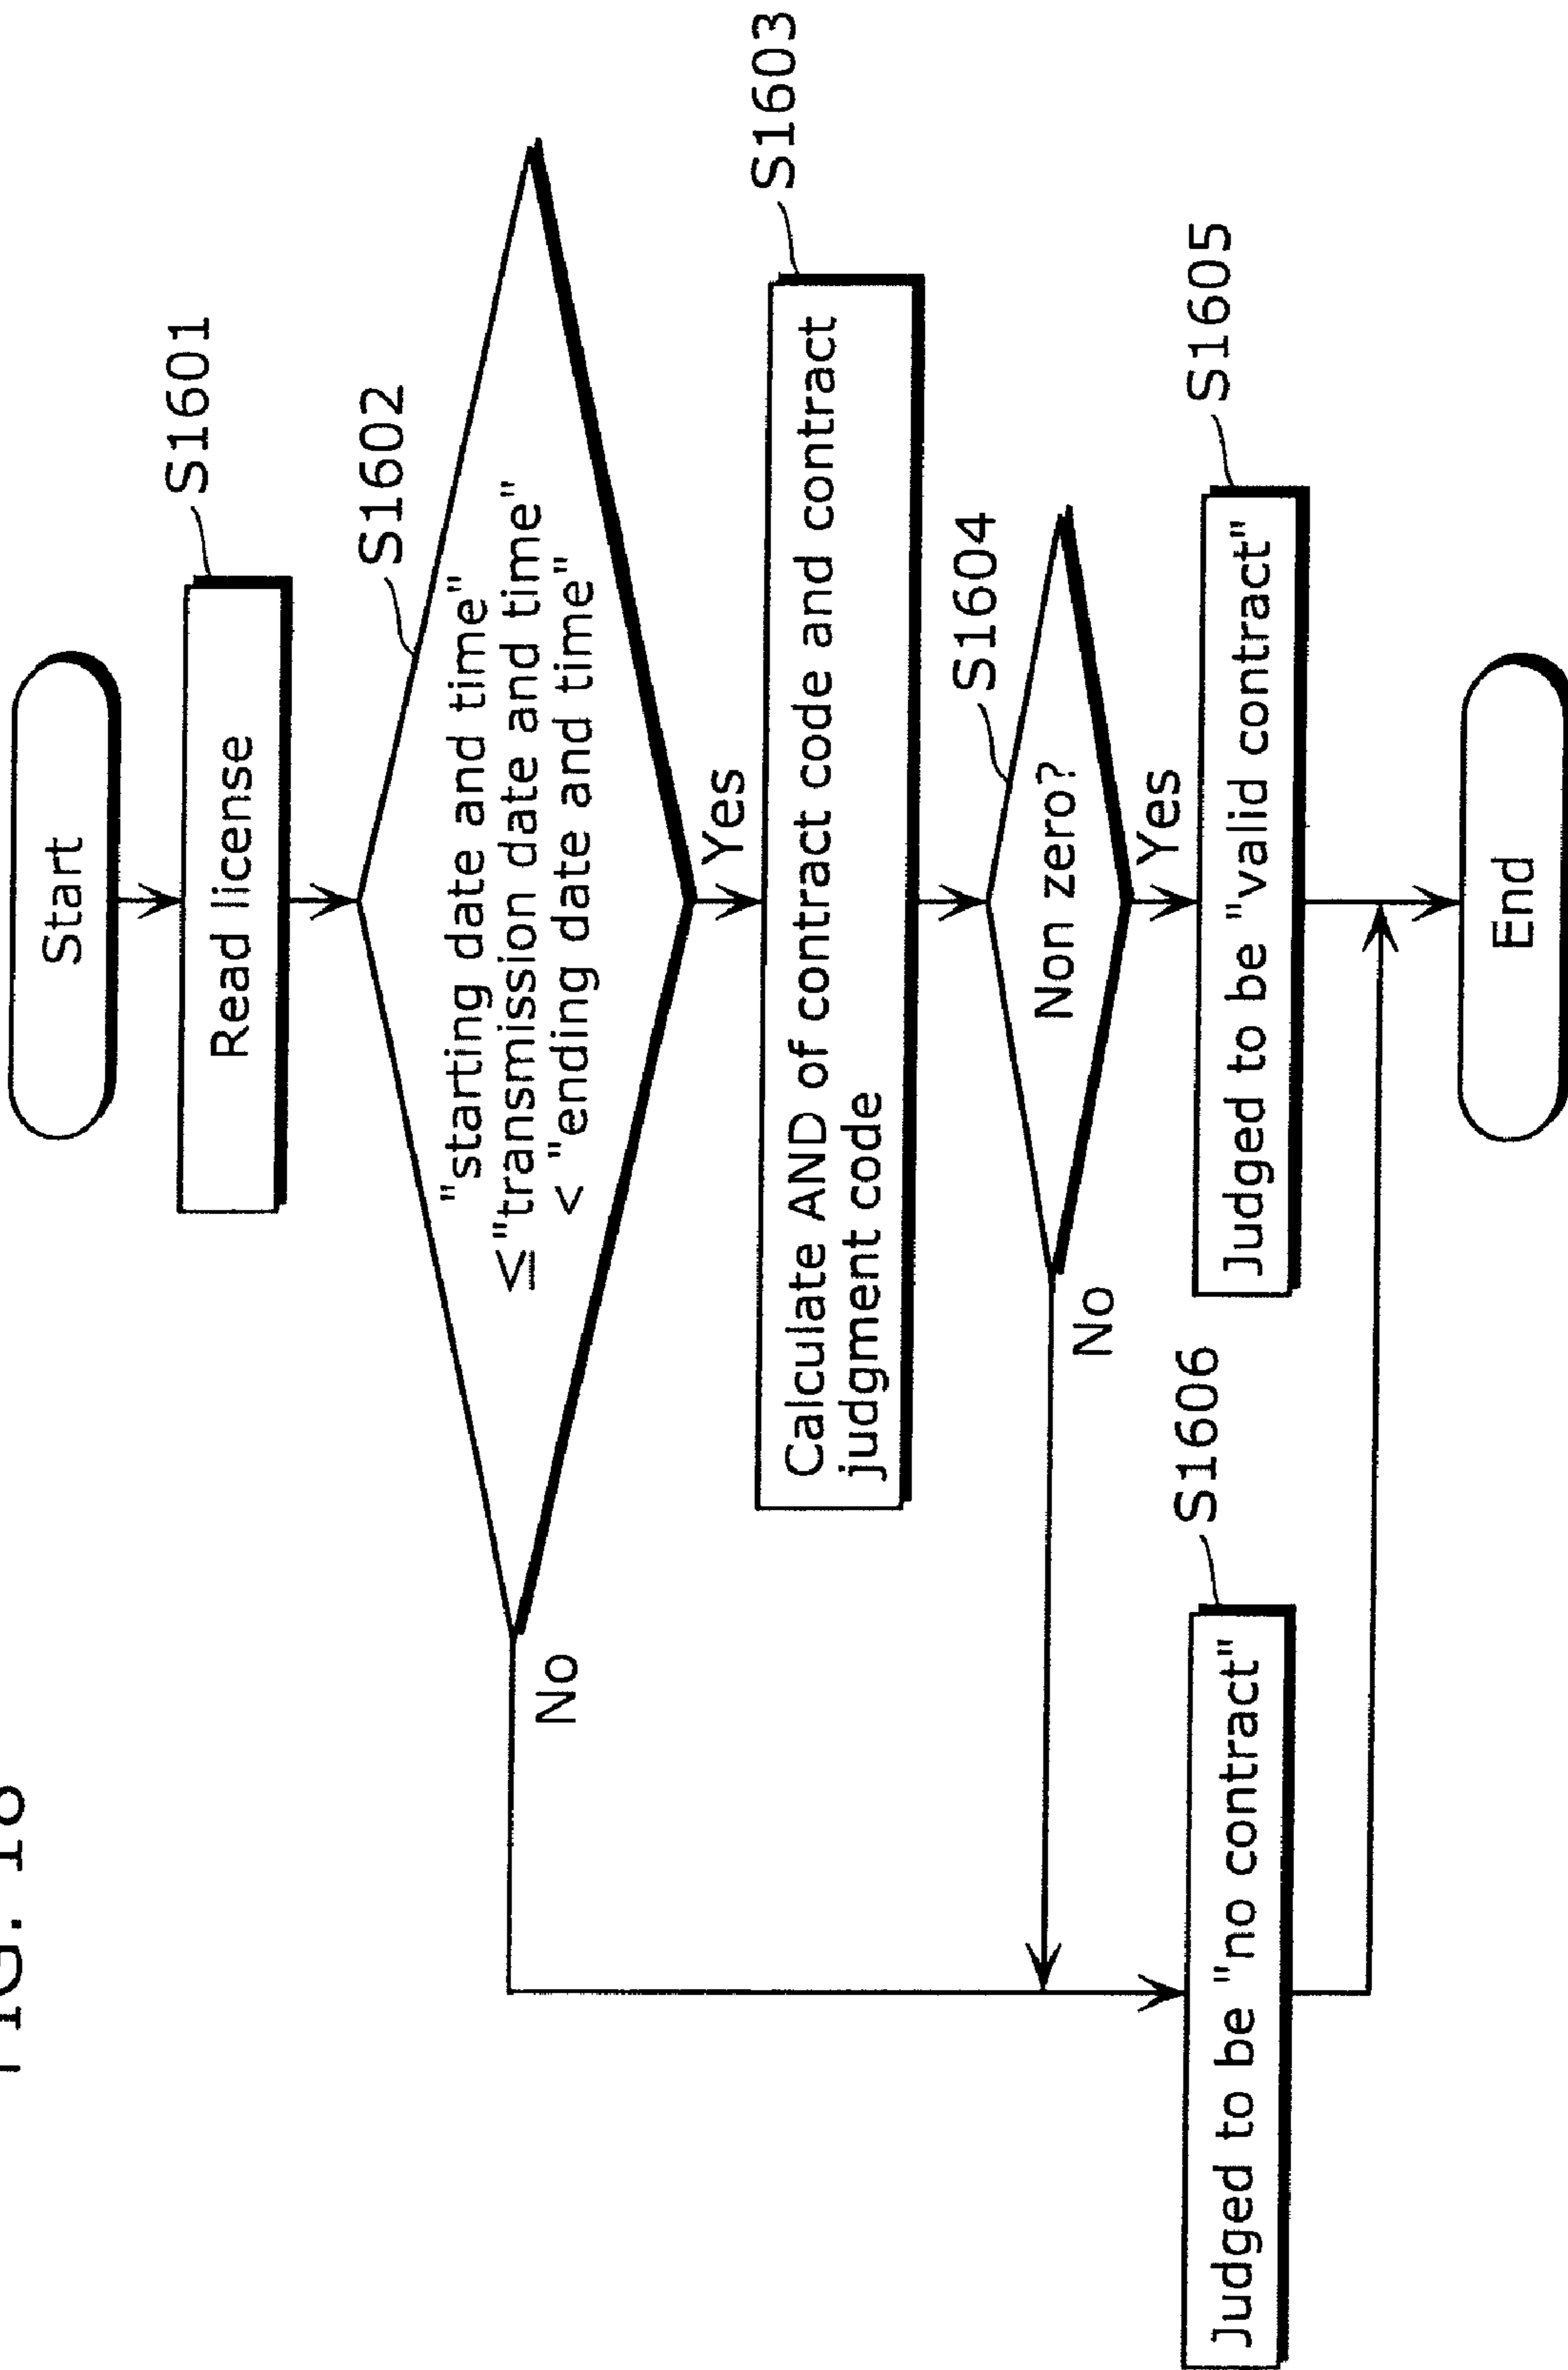 FIG. 18
Start
Read license
S1601
"starting date and time"
≤"transmission date and time"
< "ending date and time"
S1602
Yes
No
Calculate AND of contract code and contract
judgment code
S1603
Non zero?
S1604
Yes
No
Judged to be "valid contract"
S1605
Judged to be "no contract"
S1606
End